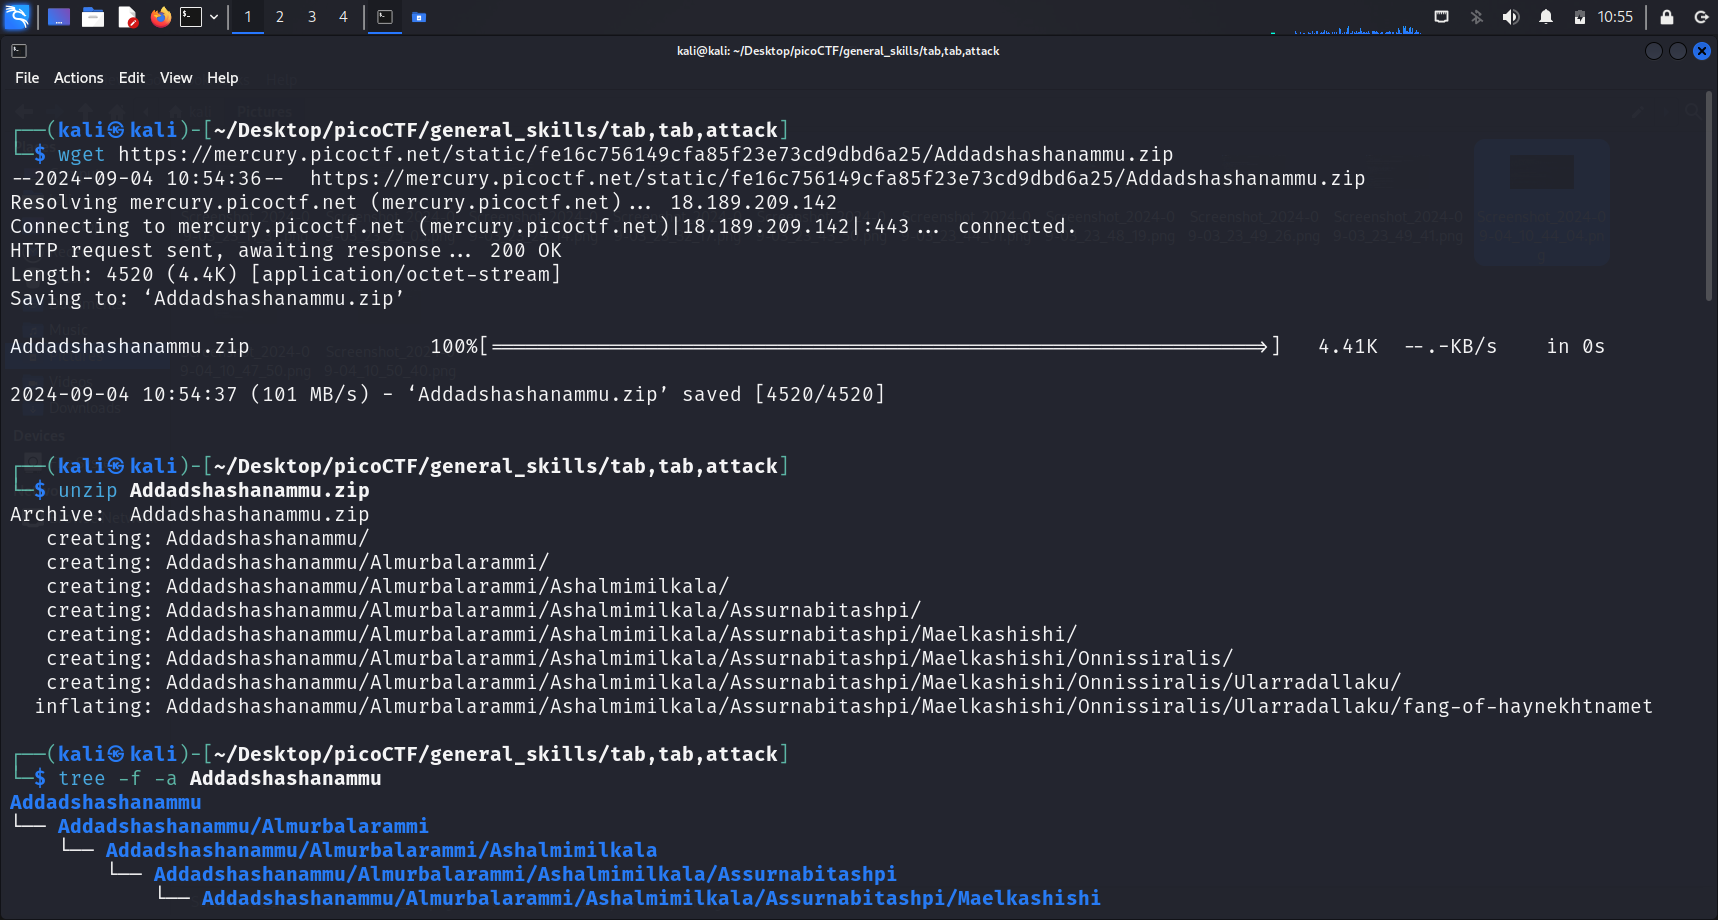 1 2 3 4 10:55
kali@kali: ~/Desktop/picoCTF/general_skills/tab,tab,attack
File Actions Edit View Help
┌──(kali㉿kali)-[~/Desktop/picoCTF/general_skills/tab,tab,attack]
└─$ wget https://mercury.picoctf.net/static/fe16c756149cfa85f23e73cd9dbd6a25/Addadshashanammu.zip
--2024-09-04 10:54:36--  https://mercury.picoctf.net/static/fe16c756149cfa85f23e73cd9dbd6a25/Addadshashanammu.zip
Resolving mercury.picoctf.net (mercury.picoctf.net)... 18.189.209.142
Connecting to mercury.picoctf.net (mercury.picoctf.net)|18.189.209.142|:443... connected.
HTTP request sent, awaiting response... 200 OK
Length: 4520 (4.4K) [application/octet-stream]
Saving to: ‘Addadshashanammu.zip’
Addadshashanammu.zip 100%[=================================================================>] 4.41K --.-KB/s in 0s
2024-09-04 10:54:37 (101 MB/s) - ‘Addadshashanammu.zip’ saved [4520/4520]
┌──(kali㉿kali)-[~/Desktop/picoCTF/general_skills/tab,tab,attack]
└─$ unzip Addadshashanammu.zip
Archive:  Addadshashanammu.zip
creating: Addadshashanammu/
creating: Addadshashanammu/Almurbalarammi/
creating: Addadshashanammu/Almurbalarammi/Ashalmimilkala/
creating: Addadshashanammu/Almurbalarammi/Ashalmimilkala/Assurnabitashpi/
creating: Addadshashanammu/Almurbalarammi/Ashalmimilkala/Assurnabitashpi/Maelkashishi/
creating: Addadshashanammu/Almurbalarammi/Ashalmimilkala/Assurnabitashpi/Maelkashishi/Onnissiralis/
creating: Addadshashanammu/Almurbalarammi/Ashalmimilkala/Assurnabitashpi/Maelkashishi/Onnissiralis/Ularradallaku/
inflating: Addadshashanammu/Almurbalarammi/Ashalmimilkala/Assurnabitashpi/Maelkashishi/Onnissiralis/Ularradallaku/fang-of-haynekhtnamet
┌──(kali㉿kali)-[~/Desktop/picoCTF/general_skills/tab,tab,attack]
└─$ tree -f -a Addadshashanammu
Addadshashanammu
└── Addadshashanammu/Almurbalarammi
└── Addadshashanammu/Almurbalarammi/Ashalmimilkala
└── Addadshashanammu/Almurbalarammi/Ashalmimilkala/Assurnabitashpi
└── Addadshashanammu/Almurbalarammi/Ashalmimilkala/Assurnabitashpi/Maelkashishi